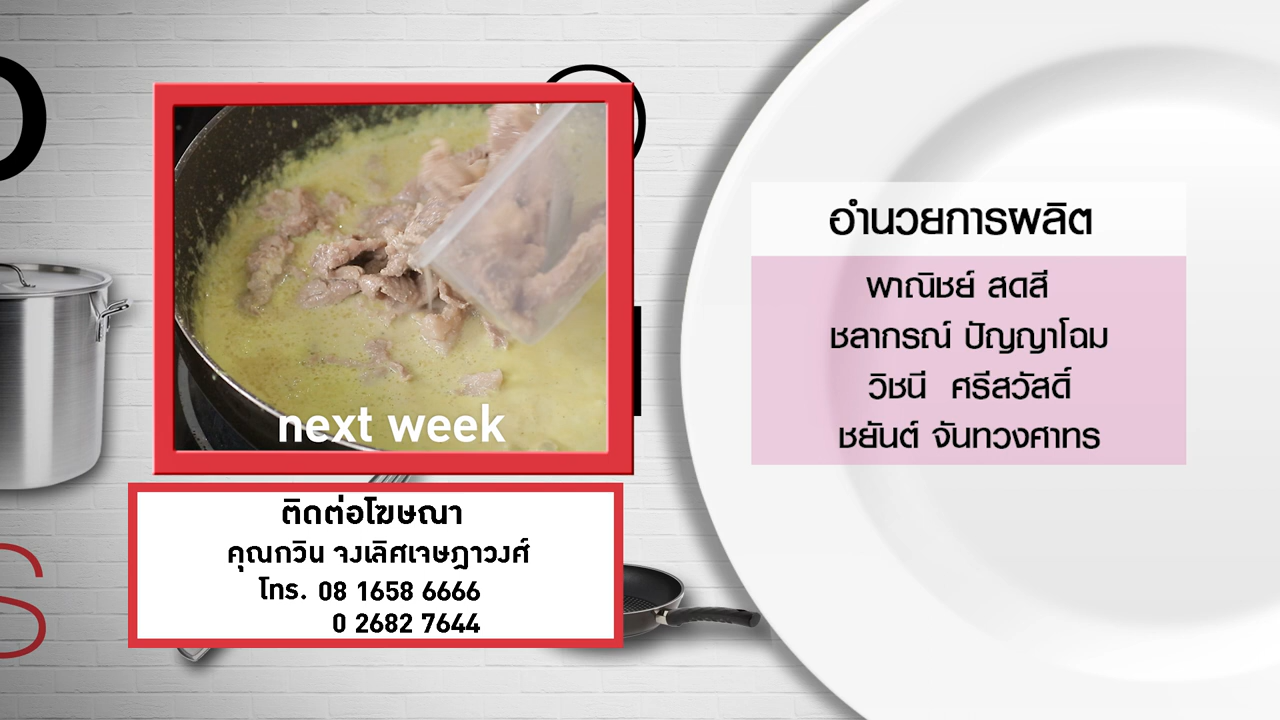 next week
ติดต่อโฆษณา
คุณกวิน จงเลิศเจษฎาวงศ์
โทร. 08 1658 6666
0 2682 7644
อำนวยการผลิต
พาณิชย์ สดสี
ชลากรณ์ ปัญญาโฉม
วิชนี ศรีสวัสดิ์
ชยันต์ จันทวงศาทร